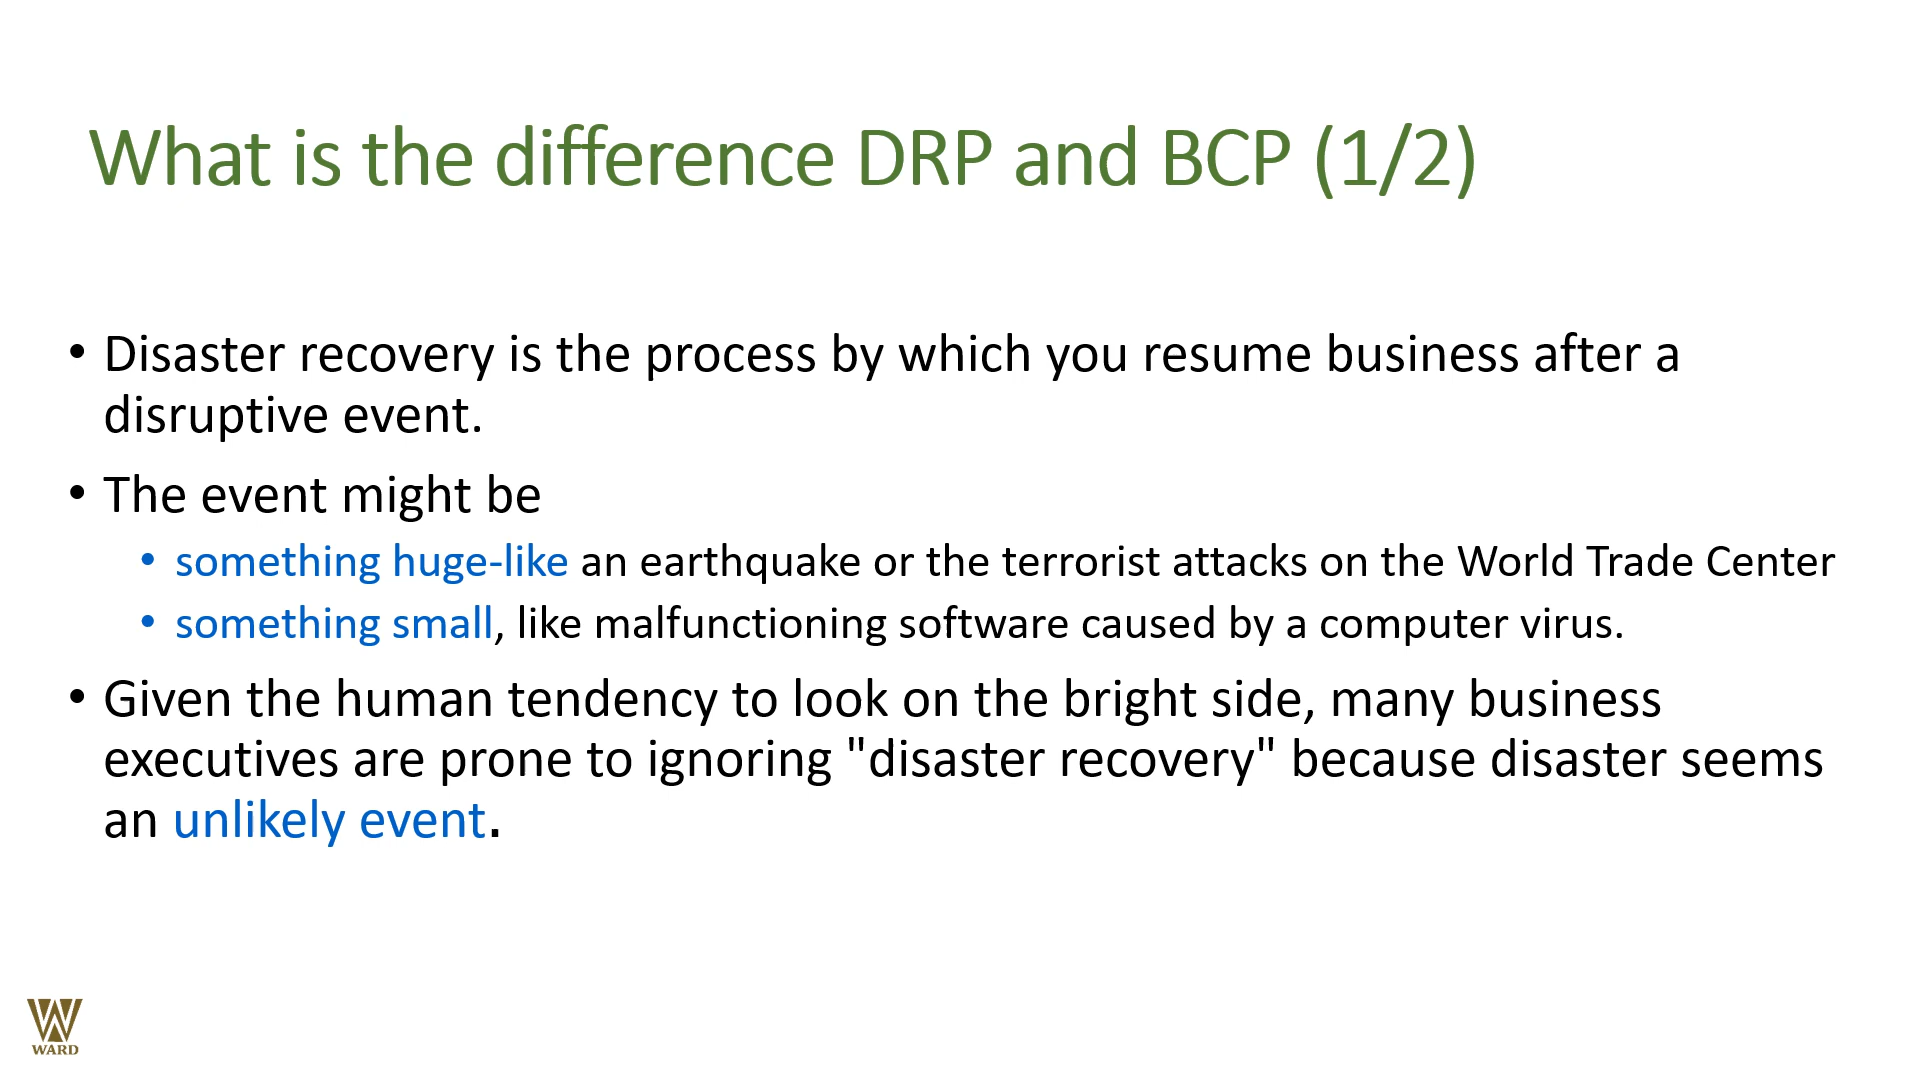 What is the difference DRP and BCP (1/2)
• Disaster recovery is the process by which you resume business after a
disruptive event.
• The event might be
• something huge-like an earthquake or the terrorist attacks on the World Trade Center
• something small, like malfunctioning software caused by a computer virus.
• Given the human tendency to look on the bright side, many business
executives are prone to ignoring "disaster recovery" because disaster seems
an unlikely event.
WARD